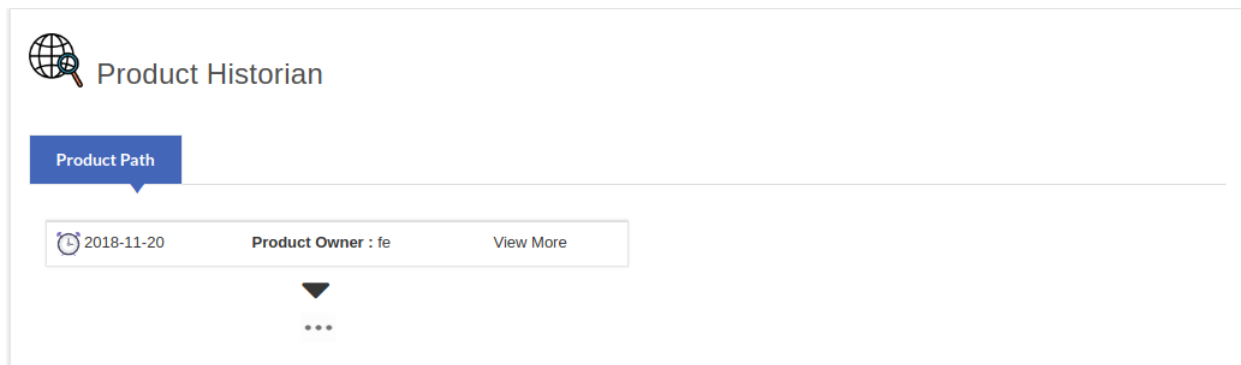 Product Historian
Product Path
2018-11-20 Product Owner : fe View More
...